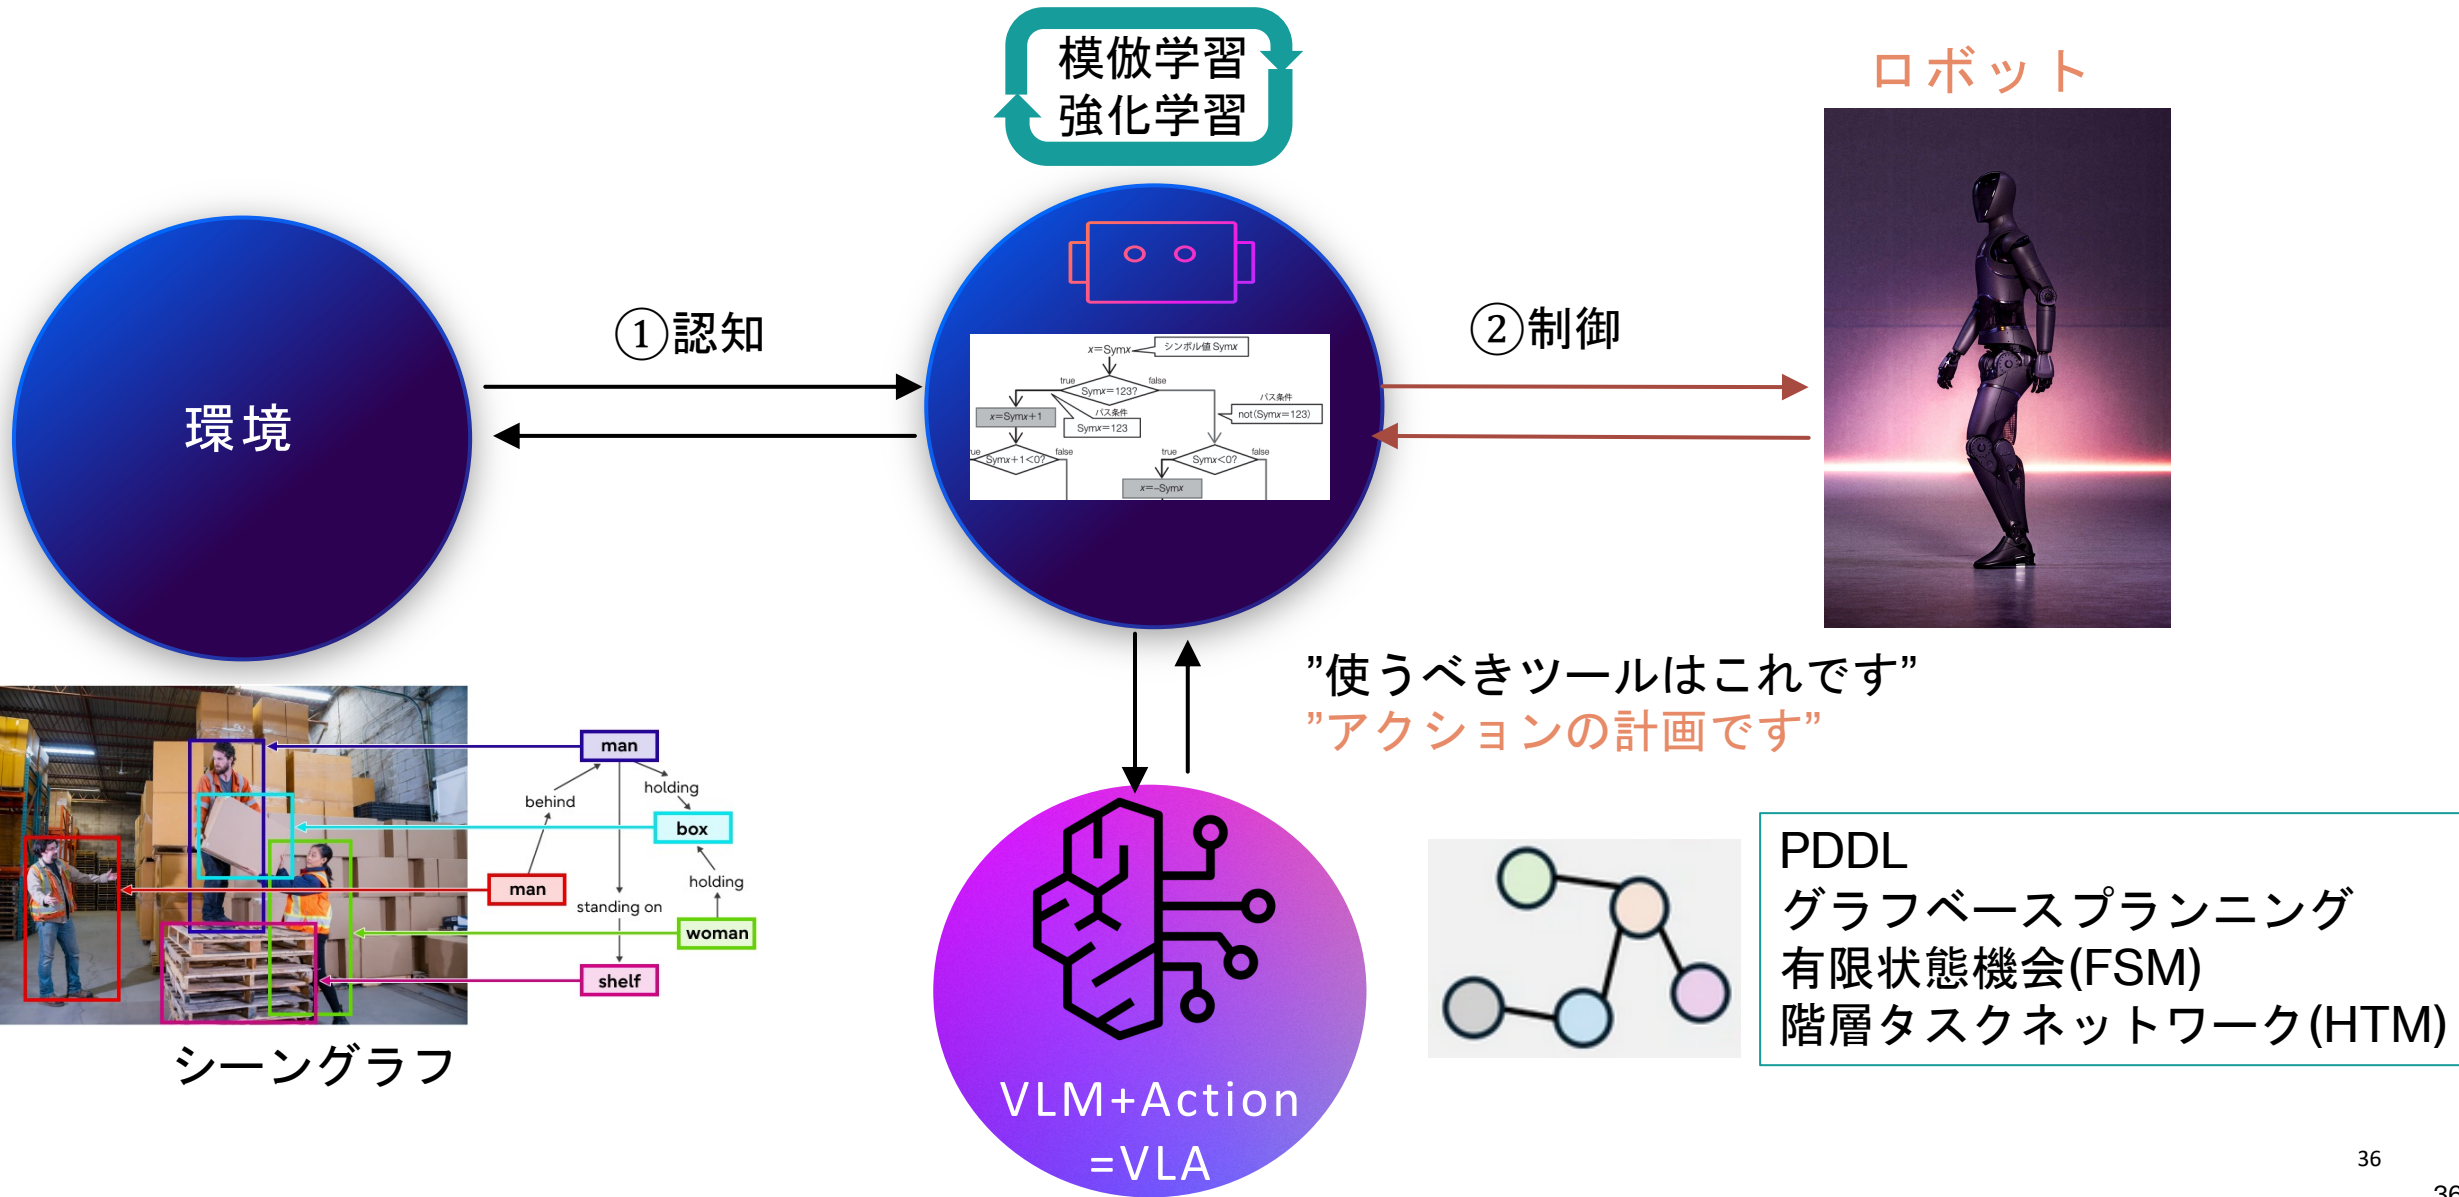 模倣学習
強化学習
ロボット
①認知
②制御
環境
x=Symx
シンボル値 Symx
true
Symx=123?
false
x=Symx+1
パス条件
Symx=123
パス条件
not(Symx=123)
ue
Symx+1<0?
false
true
Symx<0?
false
x=-Symx
”使うべきツールはこれです”
”アクションの計画です”
man
holding
behind
box
man
holding
standing on
woman
shelf
シーングラフ
VLM+Action
=VLA
PDDL
グラフベースプランニング
有限状態機会(FSM)
階層タスクネットワーク(HTM)
36
36